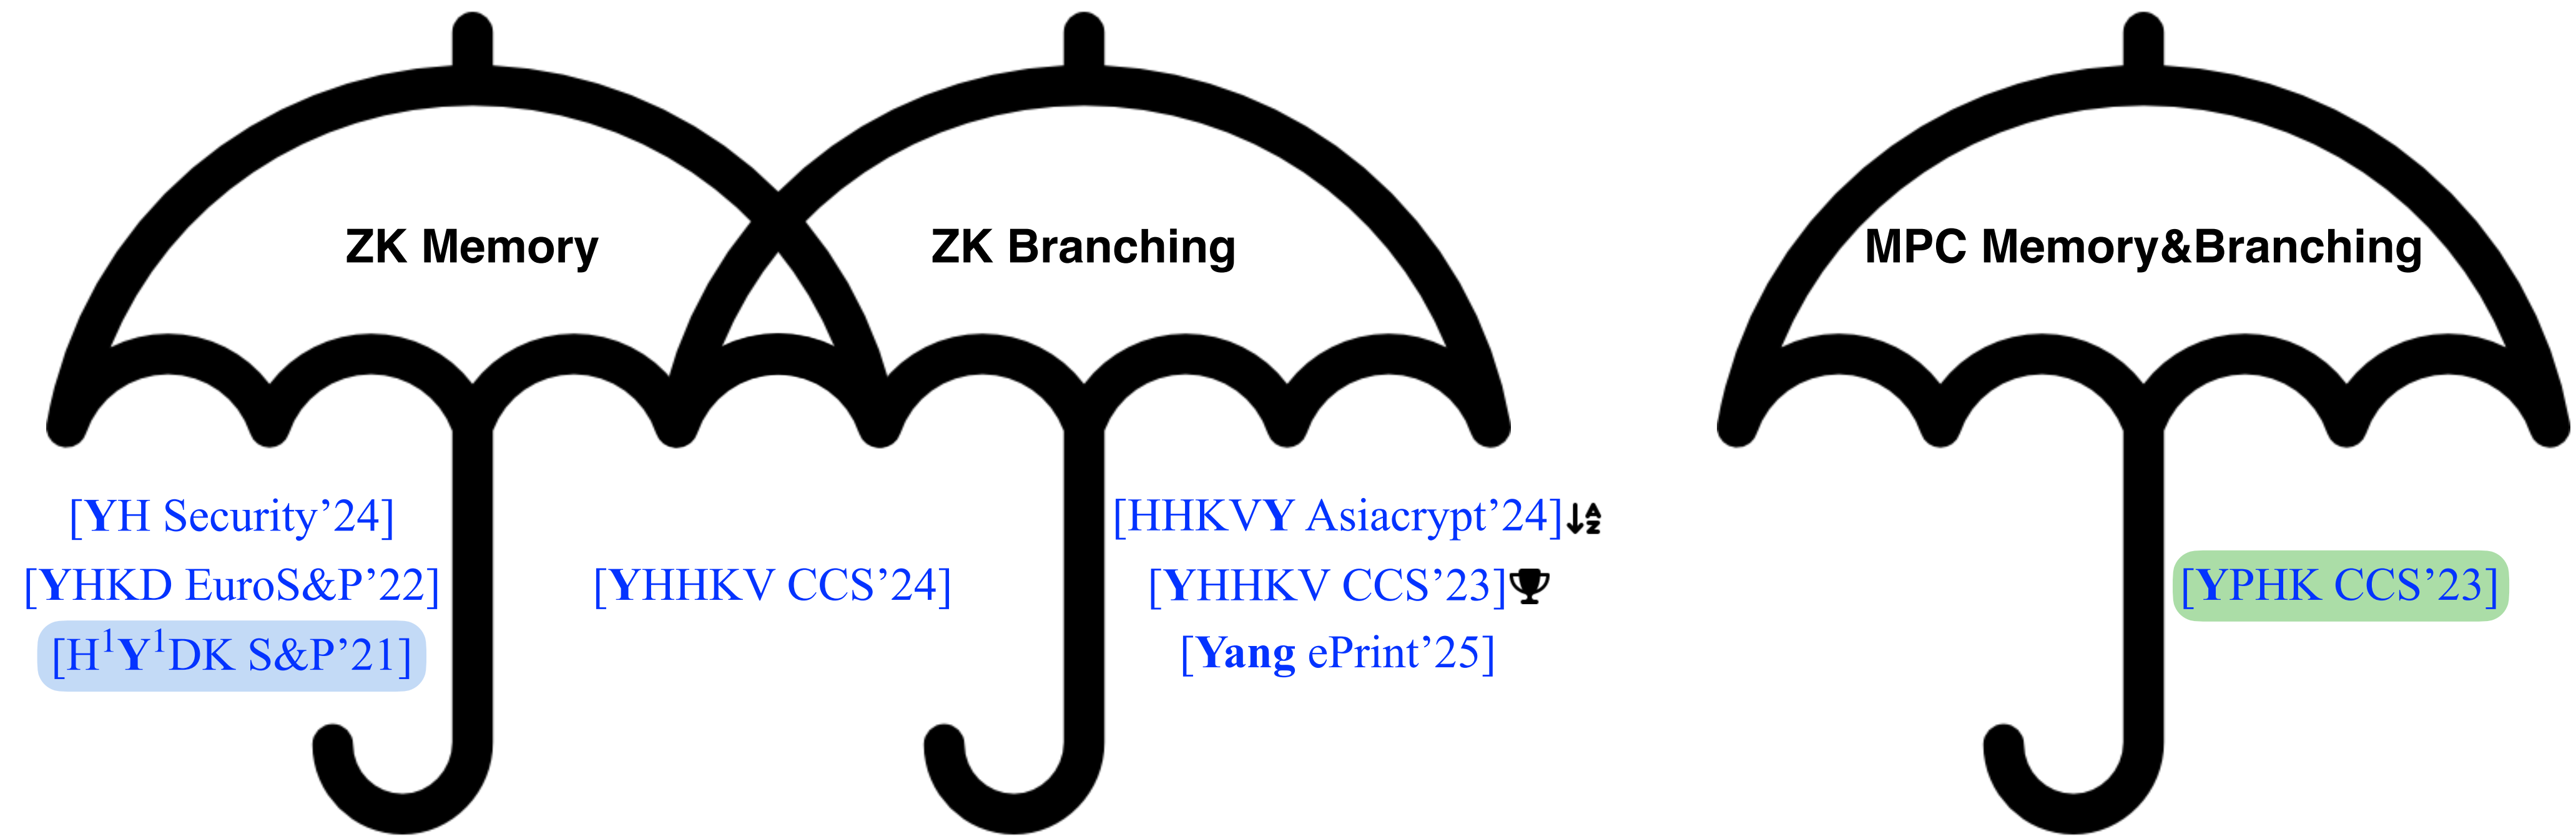 ZK Memory
ZK Branching
MPC Memory&Branching
[YH Security’24]
[YHKD EuroS&P’22]
[H¹Y¹DK S&P’21]
[YHHKV CCS’24]
[HHKVY Asiacrypt’24] A Z
[YHHKV CCS’23]
[Yang ePrint’25]
[YPHK CCS’23]